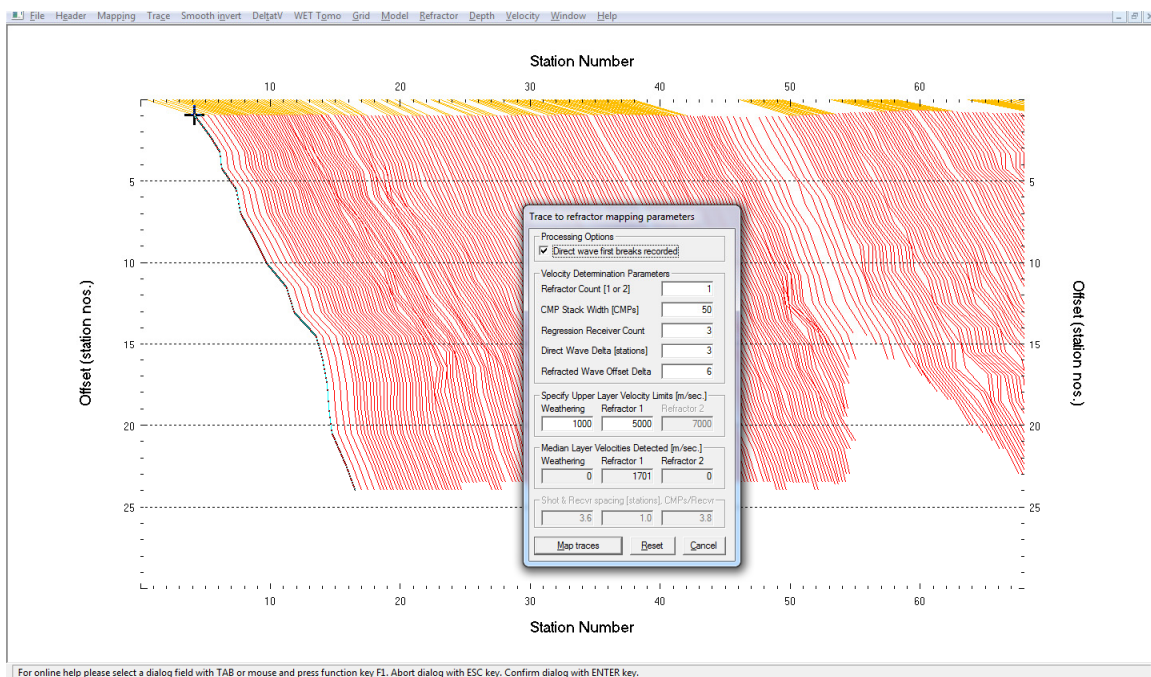 File Header Mapping Trace Smooth invert DeltatV WET Tomo Grid Model Refractor Depth Velocity Window Help
Station Number
10 20 30 40 50 60
5 5
10 10
15 15
20 20
25 25
Offset (station nos.)
Offset (station nos.)
Trace to refractor mapping parameters
Processing Options
Direct wave first breaks recorded
Velocity Determination Parameters
Refractor Count [1 or 2] 1
CMP Stack Width [CMPs] 50
Regression Receiver Count 3
Direct Wave Delta [stations] 3
Refracted Wave Offset Delta 6
Specify Upper Layer Velocity Limits [m/sec.]
Weathering Refractor 1 Refractor 2
1000 5000 7000
Median Layer Velocities Detected [m/sec.]
Weathering Refractor 1 Refractor 2
0 1701 0
Shot & Recvr spacing [stations], CMPs/Recvr
3.6 1.0 3.8
Map traces Reset Cancel
10 20 30 40 50 60
Station Number
For online help please select a dialog field with TAB or mouse and press function key F1. Abort dialog with ESC key. Confirm dialog with ENTER key.